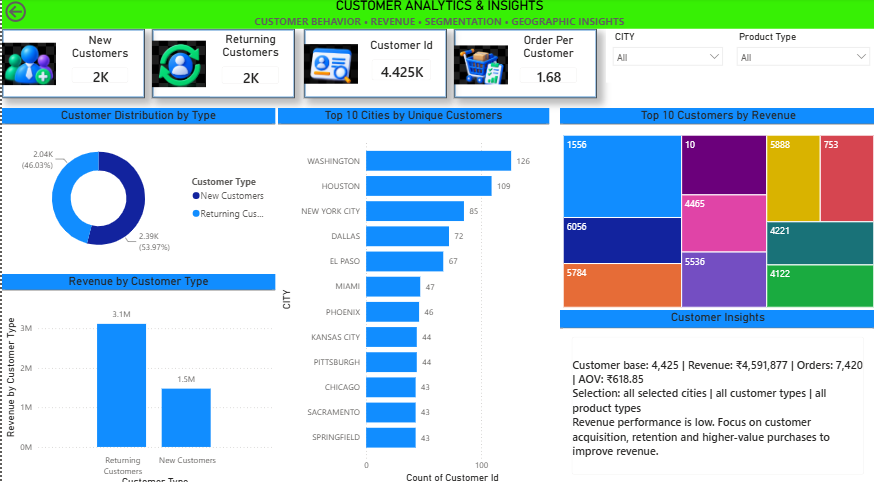 CUSTOMER ANALYTICS & INSIGHTS
CUSTOMER BEHAVIOR • REVENUE • SEGMENTATION • GEOGRAPHIC INSIGHTS
New
Customers
2K
Returning
Customers
2K
Customer Id
4.425K
Order Per
Customer
1.68
CITY
All
Product Type
All
Customer Distribution by Type
2.04K
(46.03%)
2.39K
(53.97%)
Customer Type
New Customers
Returning Cus...
Revenue by Customer Type
Revenue by Customer Type
3M
2M
1M
0M
3.1M
1.5M
Returning
Customers
New Customers
Customer Type
Top 10 Cities by Unique Customers
CITY
WASHINGTON 126
HOUSTON 109
NEW YORK CITY 85
DALLAS 72
EL PASO 67
MIAMI 47
PHOENIX 46
KANSAS CITY 44
PITTSBURGH 44
CHICAGO 43
SACRAMENTO 43
SPRINGFIELD 43
0 100
Count of Customer Id
Top 10 Customers by Revenue
1556
6056
5784
10
4465
5536
5888
753
4221
4122
Customer Insights
Customer base: 4,425 | Revenue: ₹4,591,877 | Orders: 7,420
| AOV: ₹618.85
Selection: all selected cities | all customer types | all
product types
Revenue performance is low. Focus on customer
acquisition, retention and higher-value purchases to
improve revenue.